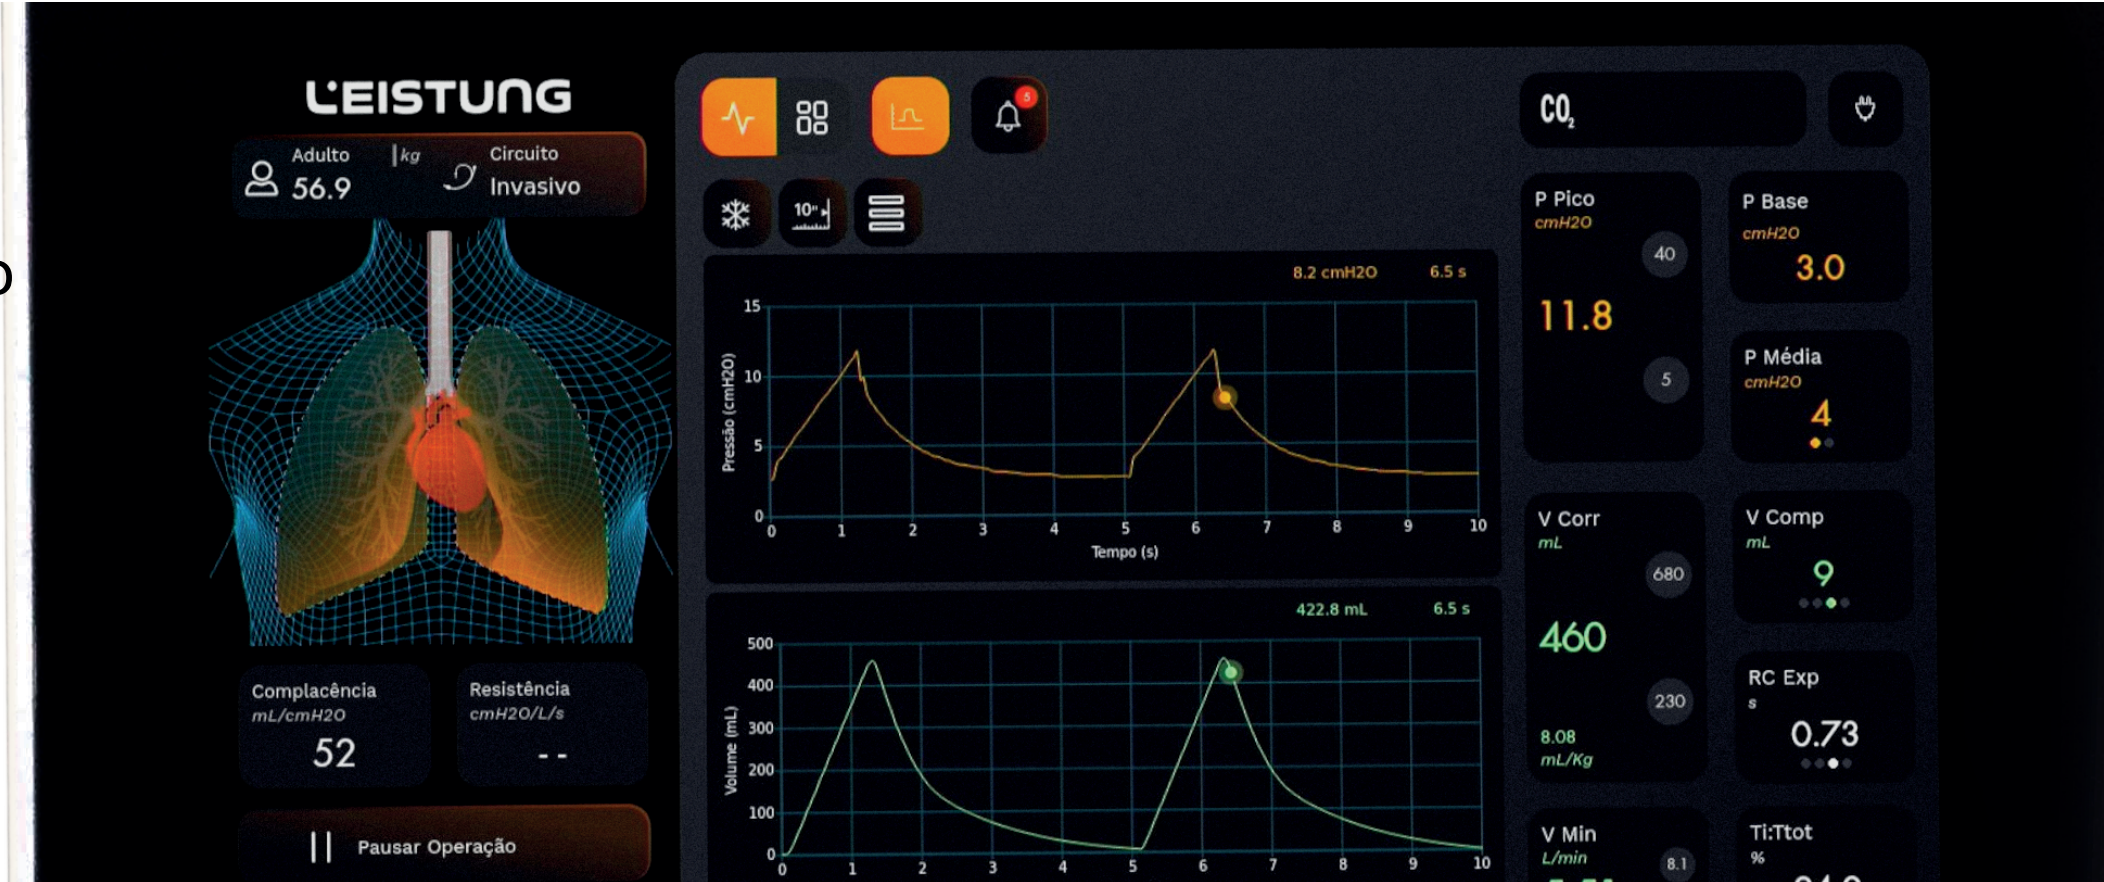 LEISTUNG
Adulto
56.9
kg
Circuito
Invasivo
Complacência
mL/cmH2O
52
Resistência
cmH2O/L/s
--
Pausar Operação
5
10"
8.2 cmH2O 6.5 s
Pressão (cmH2O)
15
10
5
0
0 1 2 3 4 5 6 7 8 9 10
Tempo (s)
422.8 mL 6.5 s
Volume (mL)
500
400
300
200
100
0
0 1 2 3 4 5 6 7 8 9 10
CO2
P Pico
cmH2O
40
11.8
5
P Base
cmH2O
3.0
P Média
cmH2O
4
V Corr
mL
680
460
230
8.08
mL/Kg
V Comp
mL
9
RC Exp
s
0.73
V Min
L/min
8.1
Ti:Ttot
%